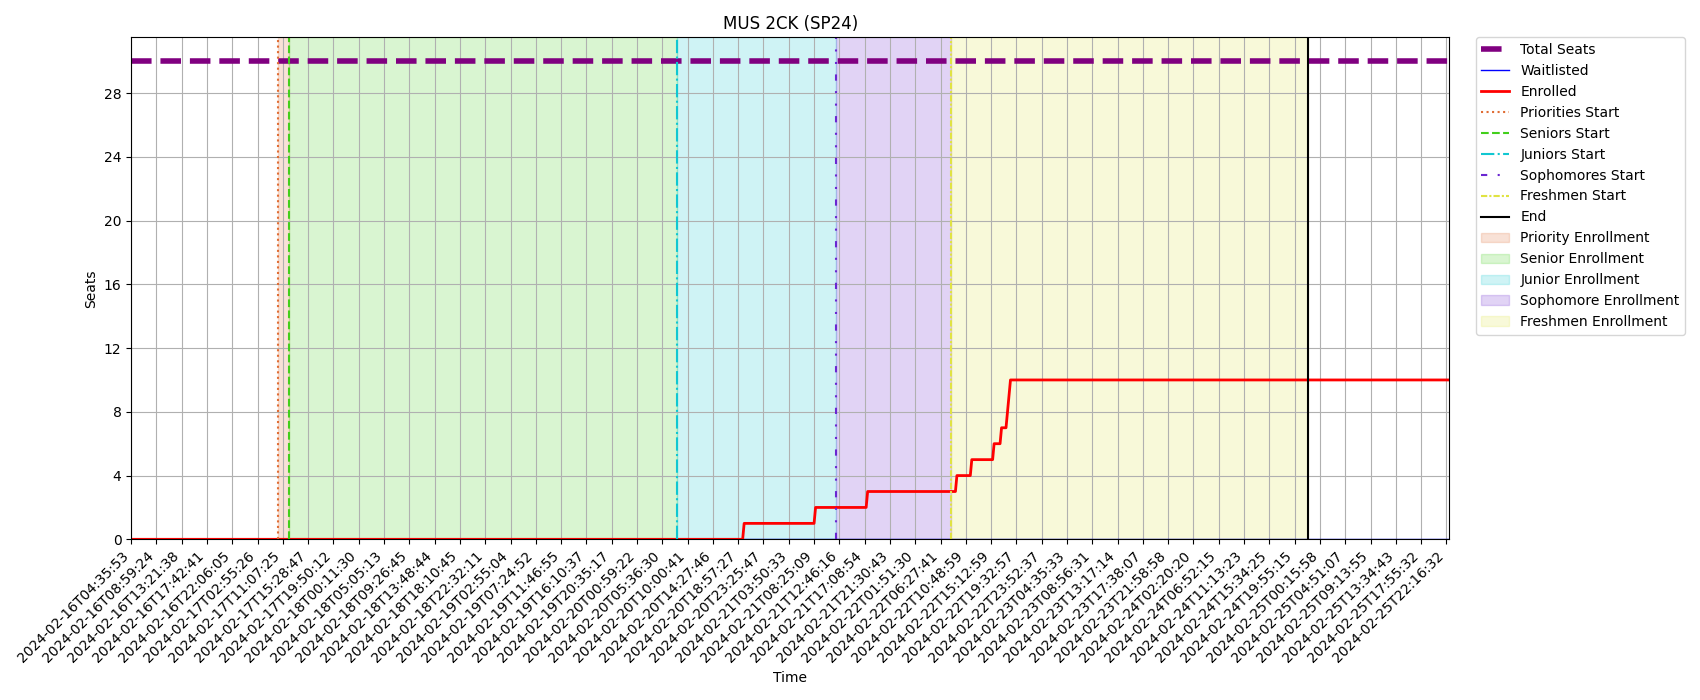 MUS 2CK (SP24)
Total Seats
Waitlisted
Enrolled
Priorities Start
Seniors Start
Juniors Start
Sophomores Start
Freshmen Start
End
Priority Enrollment
Senior Enrollment
Junior Enrollment
Sophomore Enrollment
Freshmen Enrollment
Seats
28
24
20
16
12
8
4
0
2024-02-16T04:35:53
2024-02-16T08:59:24
2024-02-16T13:21:38
2024-02-16T17:42:41
2024-02-16T22:06:05
2024-02-17T02:55:26
2024-02-17T11:07:25
2024-02-17T15:28:47
2024-02-17T19:50:12
2024-02-18T00:11:30
2024-02-18T05:05:13
2024-02-18T09:26:45
2024-02-18T13:48:44
2024-02-18T18:10:45
2024-02-18T22:32:11
2024-02-19T02:55:04
2024-02-19T07:24:52
2024-02-19T11:46:55
2024-02-19T16:10:37
2024-02-19T20:35:17
2024-02-20T00:59:22
2024-02-20T05:36:30
2024-02-20T10:00:41
2024-02-20T14:27:46
2024-02-20T18:57:27
2024-02-20T23:25:47
2024-02-21T03:50:33
2024-02-21T08:25:09
2024-02-21T12:46:16
2024-02-21T17:08:54
2024-02-21T21:30:43
2024-02-22T01:51:30
2024-02-22T06:27:41
2024-02-22T10:48:59
2024-02-22T15:12:59
2024-02-22T19:32:57
2024-02-22T23:52:37
2024-02-23T04:35:33
2024-02-23T08:56:31
2024-02-23T13:17:14
2024-02-23T17:38:07
2024-02-23T21:58:58
2024-02-24T02:20:20
2024-02-24T06:52:15
2024-02-24T11:13:23
2024-02-24T15:34:25
2024-02-24T19:55:15
2024-02-25T00:15:58
2024-02-25T04:51:07
2024-02-25T09:13:55
2024-02-25T13:34:43
2024-02-25T17:55:32
2024-02-25T22:16:32
Time